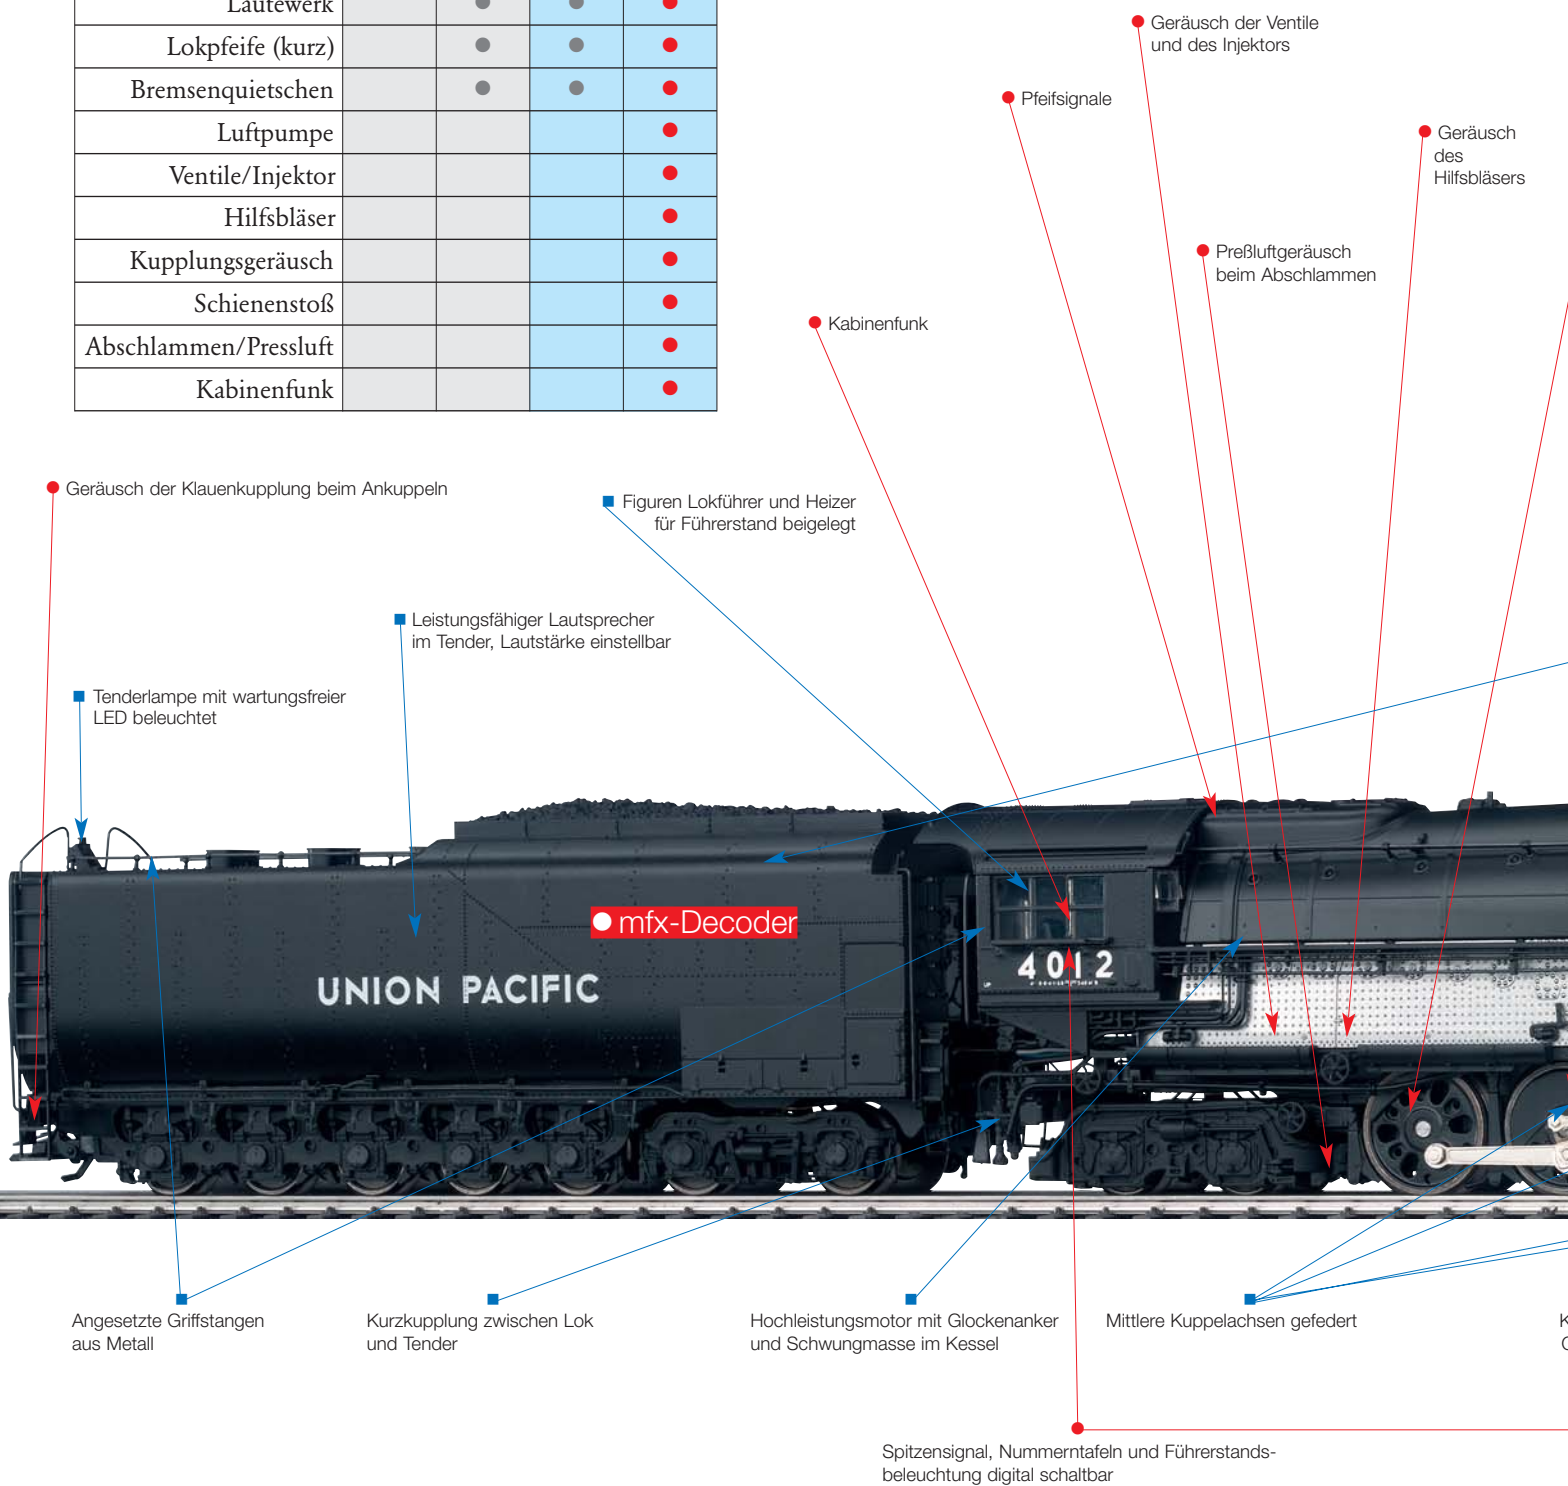 Läutewerk
Lokpfeife (kurz)
Bremsenquietschen
Luftpumpe
Ventile/Injektor
Hilfsbläser
Kupplungsgeräusch
Schienenstoß
Abschlammen/Pressluft
Kabinenfunk
Geräusch der Ventile
und des Injektors
Pfeifsignale
Geräusch
des
Hilfsbläsers
Preßluftgeräusch
beim Abschlammen
Kabinenfunk
Geräusch der Klauenkupplung beim Ankuppeln
Figuren Lokführer und Heizer
für Führerstand beigelegt
Leistungsfähiger Lautsprecher
im Tender, Lautstärke einstellbar
Tenderlampe mit wartungsfreier
LED beleuchtet
mfx-Decoder
UNION PACIFIC
4012
UP
Angesetzte Griffstangen
aus Metall
Kurzkupplung zwischen Lok
und Tender
Hochleistungsmotor mit Glockenanker
und Schwungmasse im Kessel
Mittlere Kuppelachsen gefedert
Spitzensignal, Nummerntafeln und Führerstands-
beleuchtung digital schaltbar